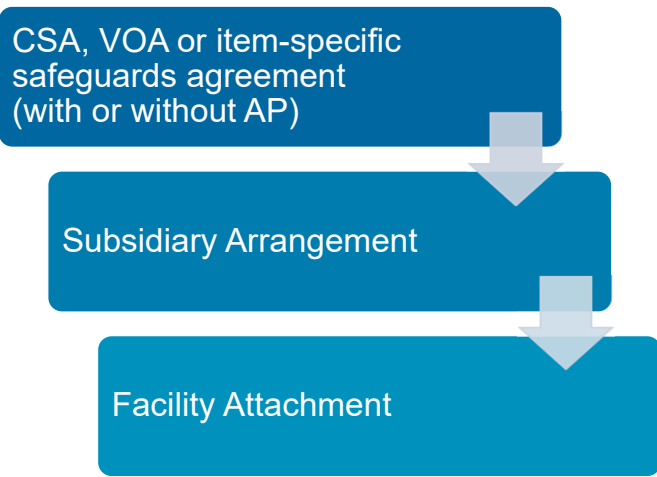 CSA, VOA or item-specific
safeguards agreement
(with or without AP)
Subsidiary Arrangement
Facility Attachment